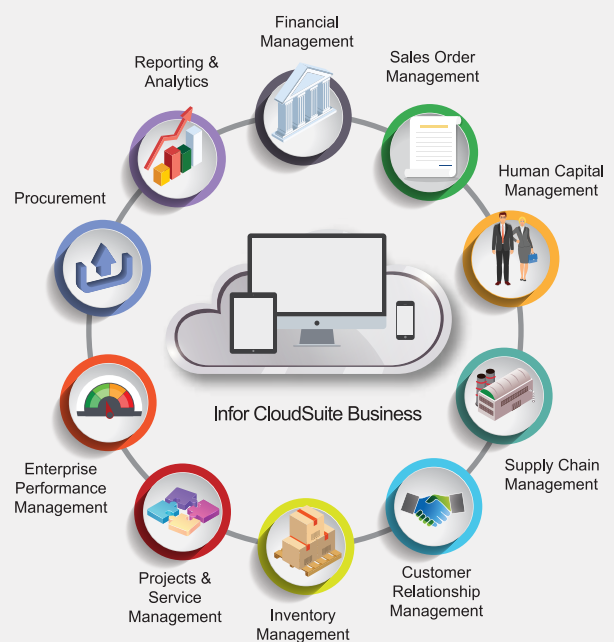 Financial
Management
Sales Order
Management
Human Capital
Management
Supply Chain
Management
Customer
Relationship
Management
Inventory
Management
Projects &
Service
Management
Enterprise
Performance
Management
Procurement
Reporting
& Analytics
Infor CloudSuite Business